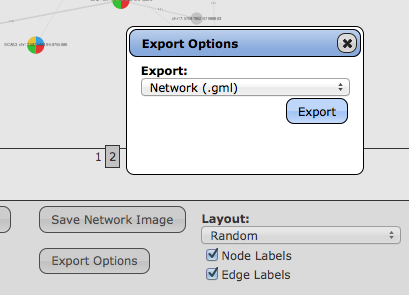 Export Options
Export:
Network (.gml)
Export
1 2
Save Network Image
Layout:
Random
Export Options
Node Labels
Edge Labels